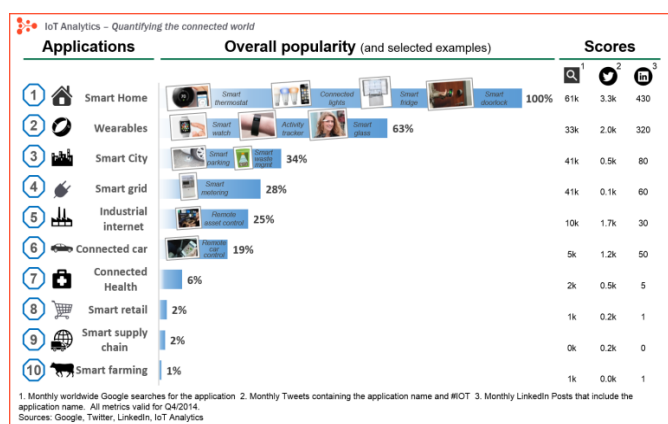 IoT Analytics – Quantifying the connected world
Applications Overall popularity (and selected examples) Scores
1 2 3
1 Smart Home Smart thermostat Connected lights Smart fridge Smart doorlock 100% 61k 3.3k 430
2 Wearables Smart watch Activity tracker Smart glass 63% 33k 2.0k 320
3 Smart City Smart parking Smart waste mgmt 34% 41k 0.5k 80
4 Smart grid Smart metering 28% 41k 0.1k 60
5 Industrial internet Remote asset control 25% 10k 1.7k 30
6 Connected car Remote car control 19% 5k 1.2k 50
7 Connected Health 6% 2k 0.5k 5
8 Smart retail 2% 1k 0.2k 1
9 Smart supply chain 2% 0k 0.2k 0
10 Smart farming 1% 1k 0.0k 1
1. Monthly worldwide Google searches for the application 2. Monthly Tweets containing the application name and #IOT 3. Monthly LinkedIn Posts that include the
application name. All metrics valid for Q4/2014.
Sources: Google, Twitter, LinkedIn, IoT Analytics